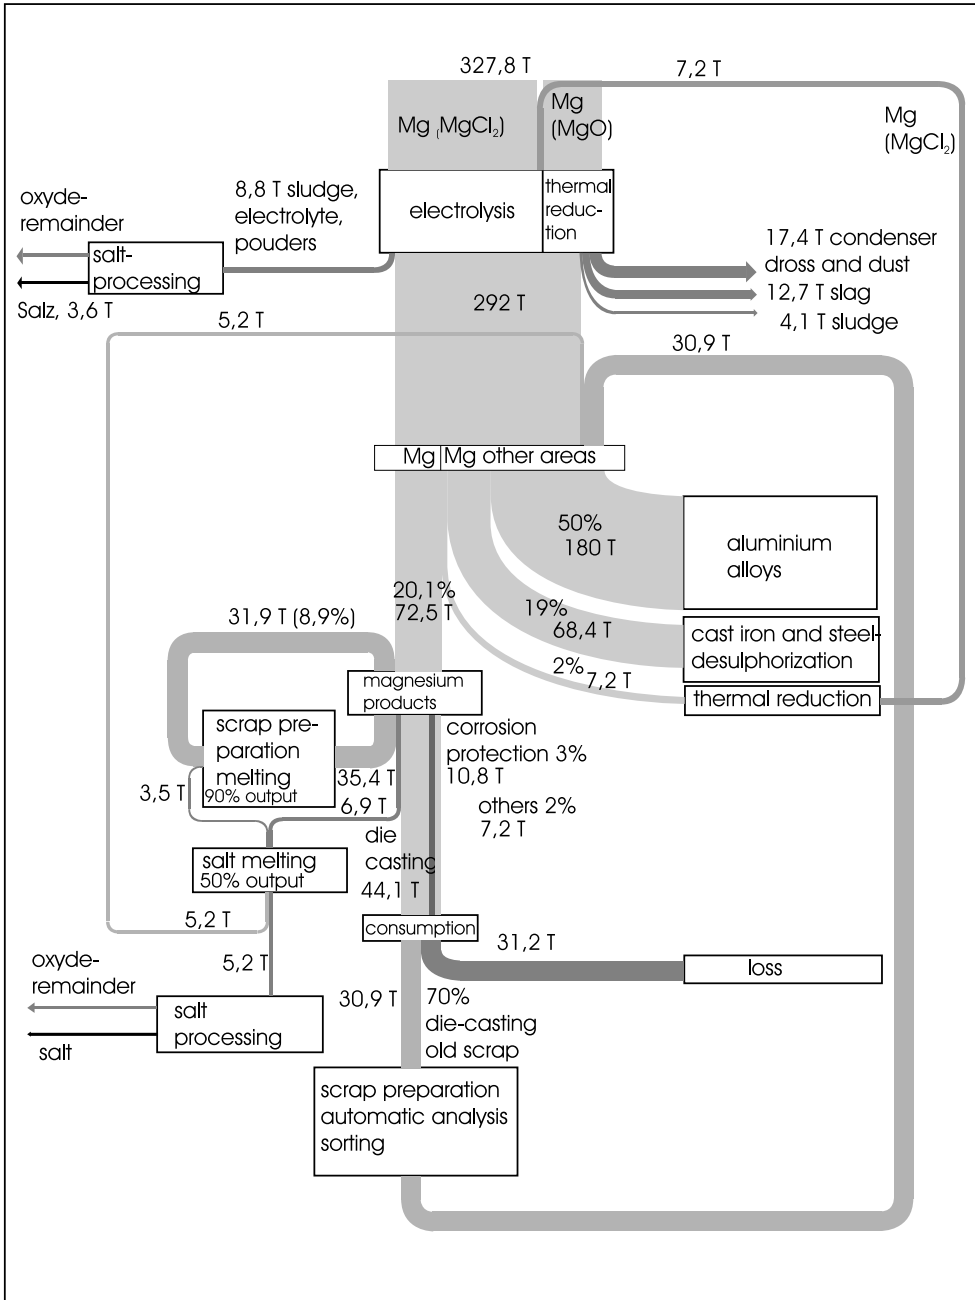 327,8 T
7,2 T
Mg (MgCl2)
Mg
(MgO)
Mg
(MgCl2)
oxyde-
remainder
8,8 T sludge,
electrolyte,
pouders
electrolysis
thermal
reduc-
tion
salt-
processing
Salz, 3,6 T
17,4 T condenser
dross and dust
12,7 T slag
4,1 T sludge
292 T
5,2 T
30,9 T
Mg
Mg other areas
50%
180 T
aluminium
alloys
20,1%
72,5 T
19%
68,4 T
cast iron and steel-
desulphorization
31,9 T (8,9%)
2%
7,2 T
thermal reduction
magnesium
products
scrap pre-
paration
melting
90% output
corrosion
protection 3%
10,8 T
35,4 T
3,5 T
6,9 T
others 2%
7,2 T
die
casting
44,1 T
salt melting
50% output
5,2 T
consumption
31,2 T
loss
5,2 T
oxyde-
remainder
salt
salt
processing
30,9 T
70%
die-casting
old scrap
scrap preparation
automatic analysis
sorting